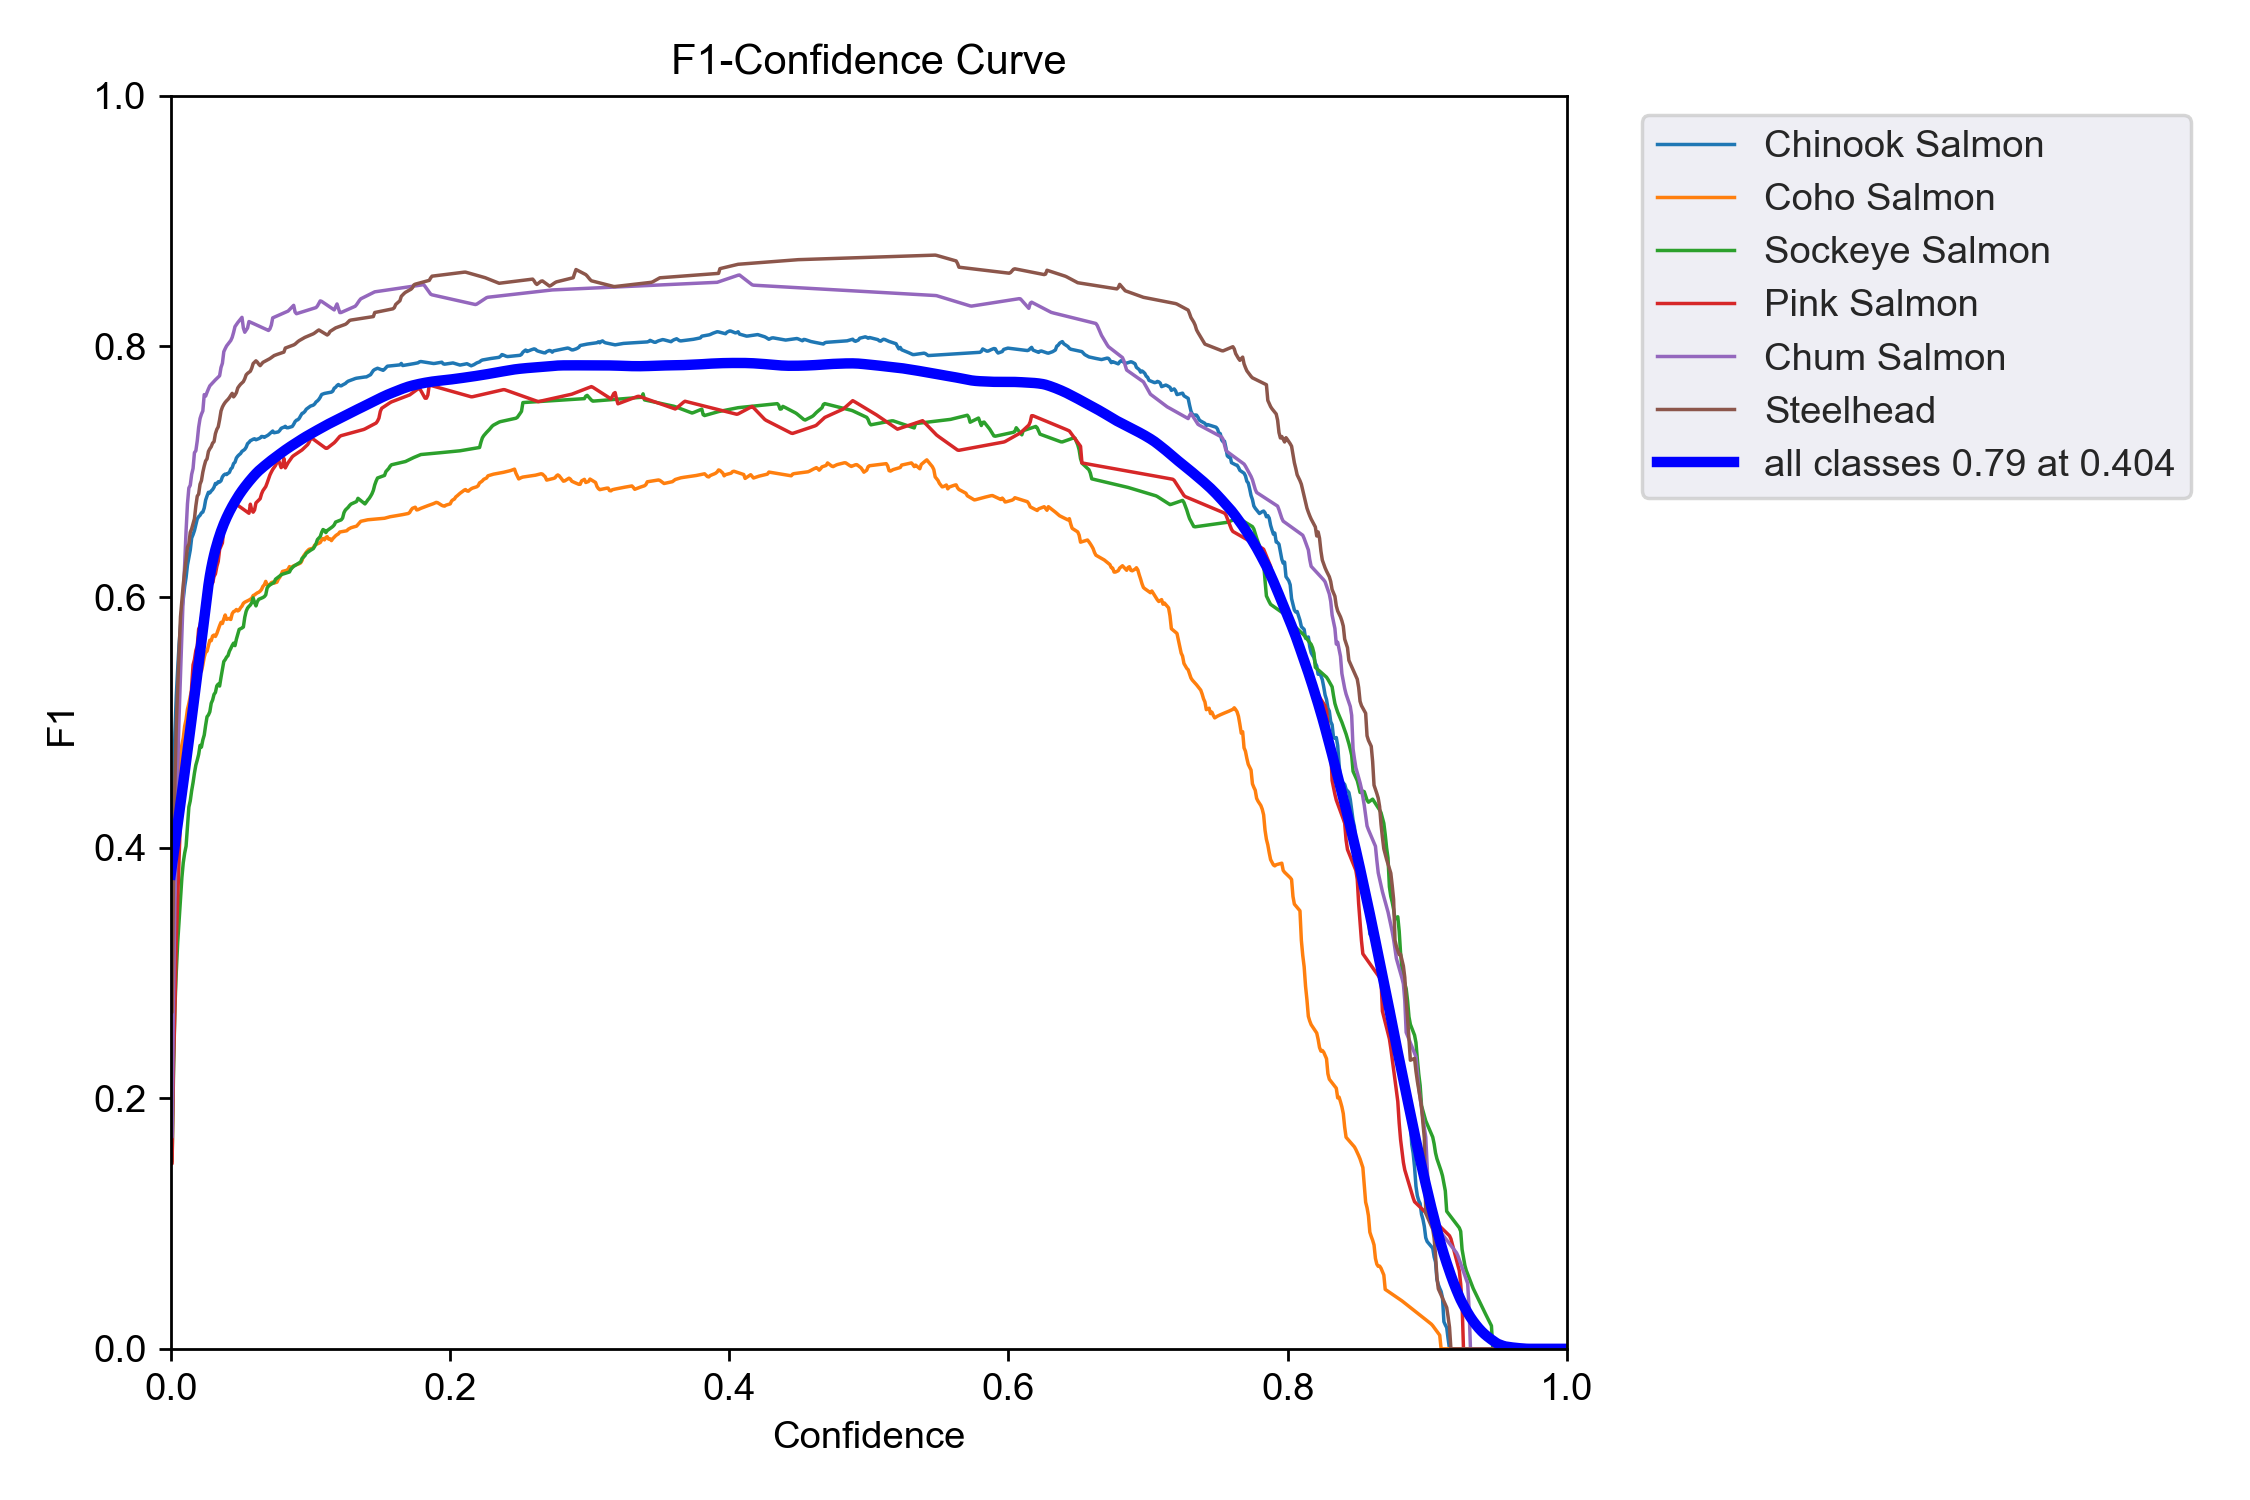 F1-Confidence Curve
1.0
0.8
0.6
0.4
0.2
0.0
F1
0.0 0.2 0.4 0.6 0.8 1.0
Confidence
Chinook Salmon
Coho Salmon
Sockeye Salmon
Pink Salmon
Chum Salmon
Steelhead
all classes 0.79 at 0.404